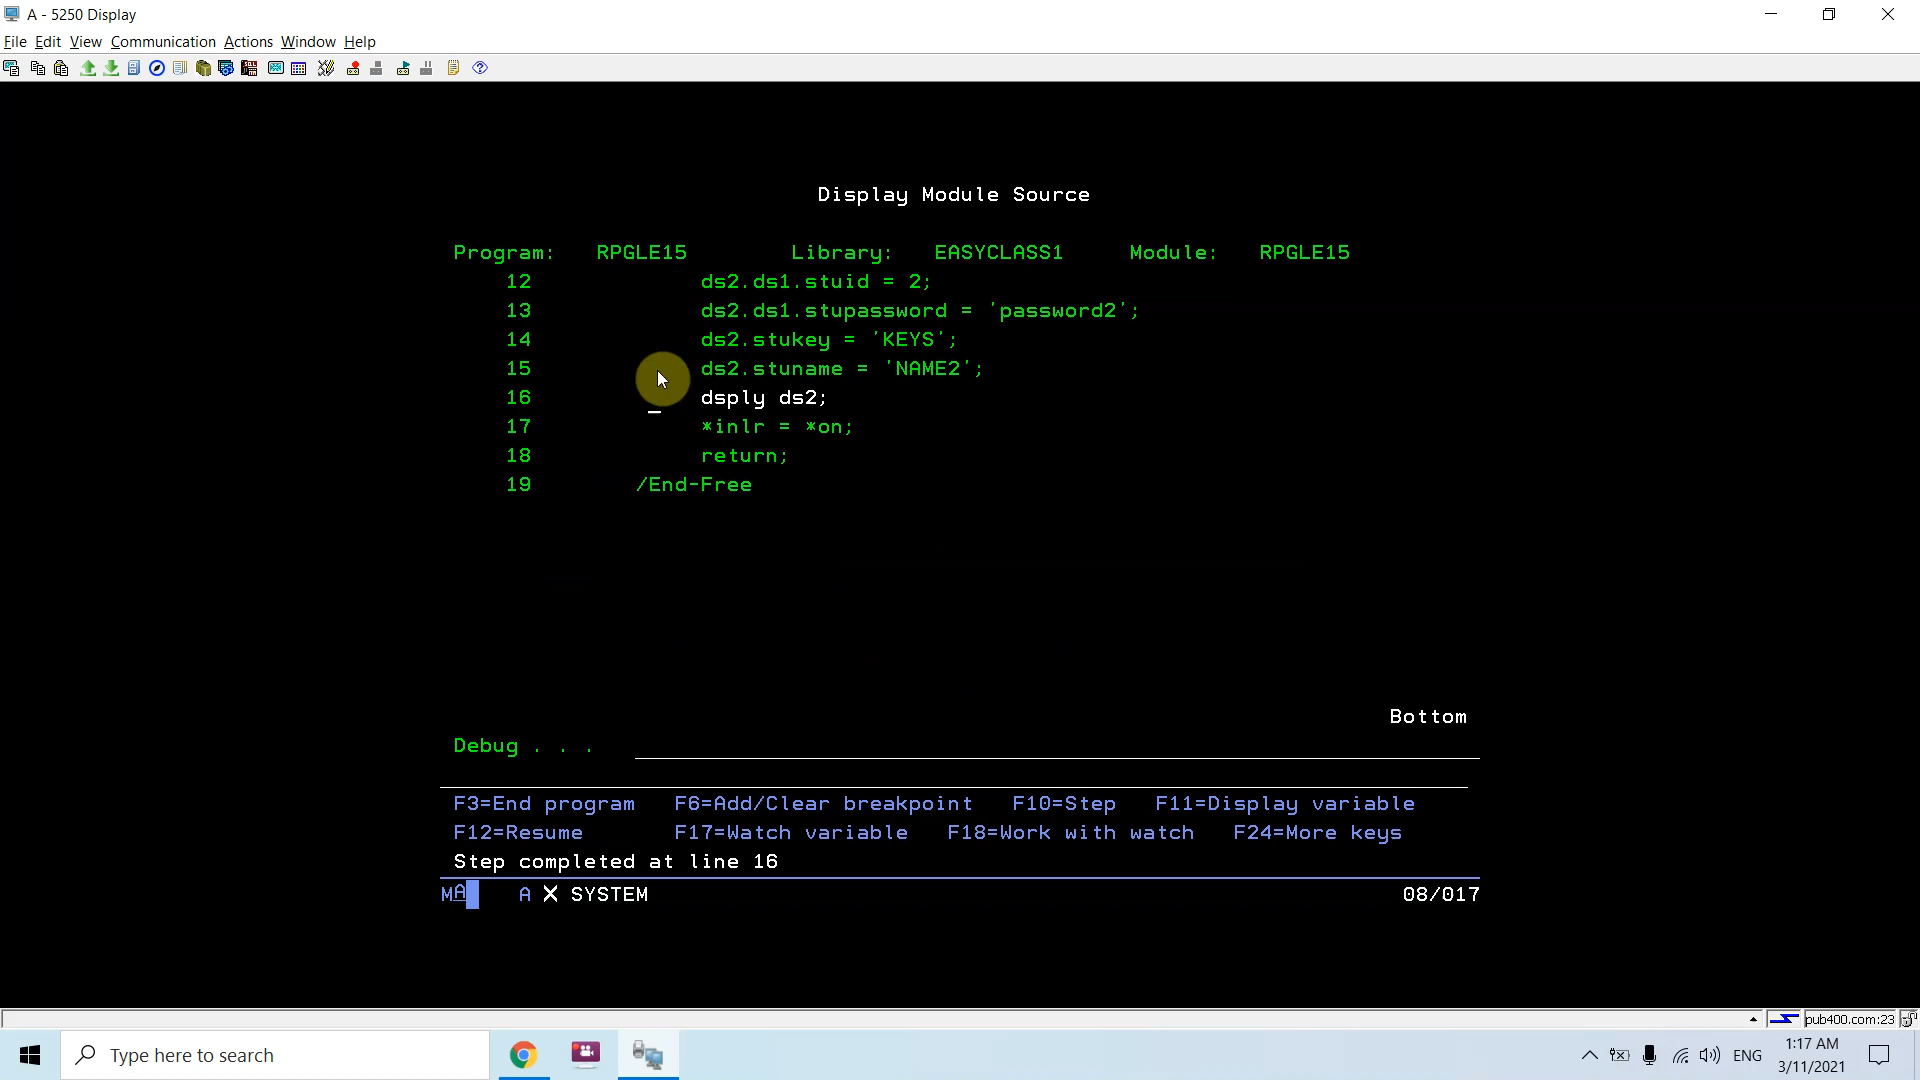 A - 5250 Display
File Edit View Communication Actions Window Help
Display Module Source
Program: RPGLE15 Library: EASYCLASS1 Module: RPGLE15
12 ds2.ds1.stuid = 2;
13 ds2.ds1.stupassword = 'password2';
14 ds2.stukey = 'KEYS';
15 ds2.stuname = 'NAME2';
16 dsply ds2;
17 *inlr = *on;
18 return;
19 /End-Free
Bottom
Debug . . .
F3=End program F6=Add/Clear breakpoint F10=Step F11=Display variable
F12=Resume F17=Watch variable F18=Work with watch F24=More keys
Step completed at line 16
MA A X SYSTEM 08/017
pub400.com:23
Type here to search
ENG
1:17 AM
3/11/2021